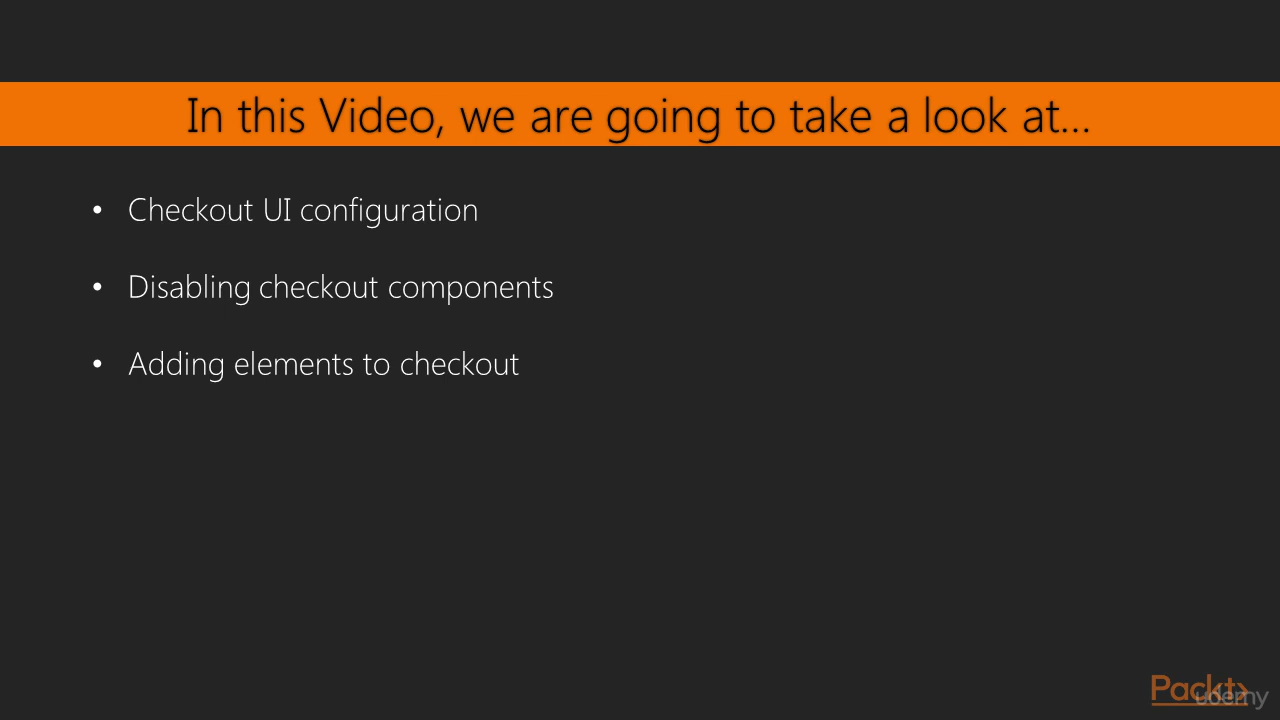 In this Video, we are going to take a look at...
• Checkout UI configuration
• Disabling checkout components
• Adding elements to checkout
Packt>
udemy